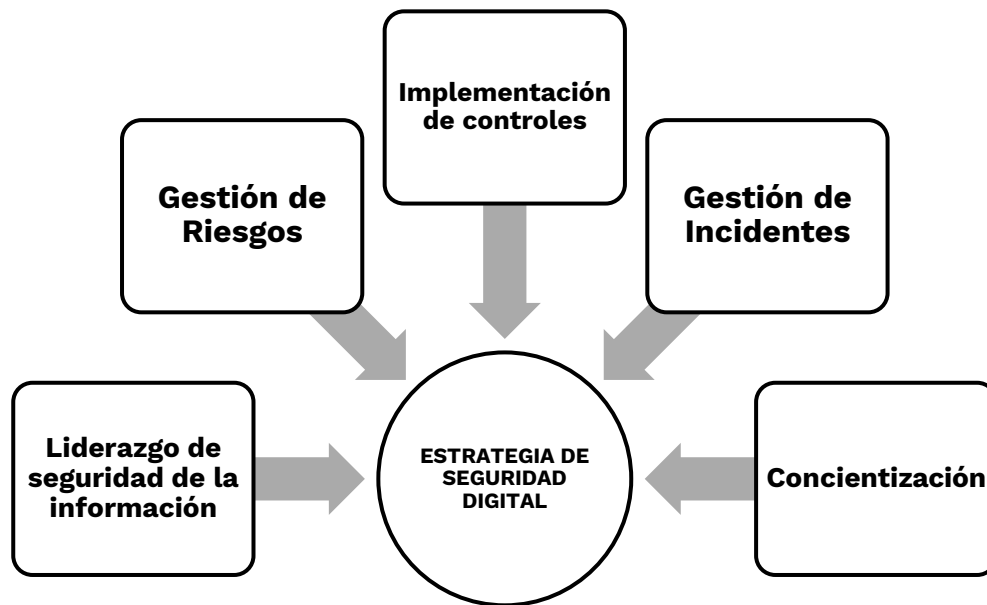 Implementación
de controles
Gestión de
Riesgos
Gestión de
Incidentes
Liderazgo de
seguridad de la
información
ESTRATEGIA DE
SEGURIDAD
DIGITAL
Concientización